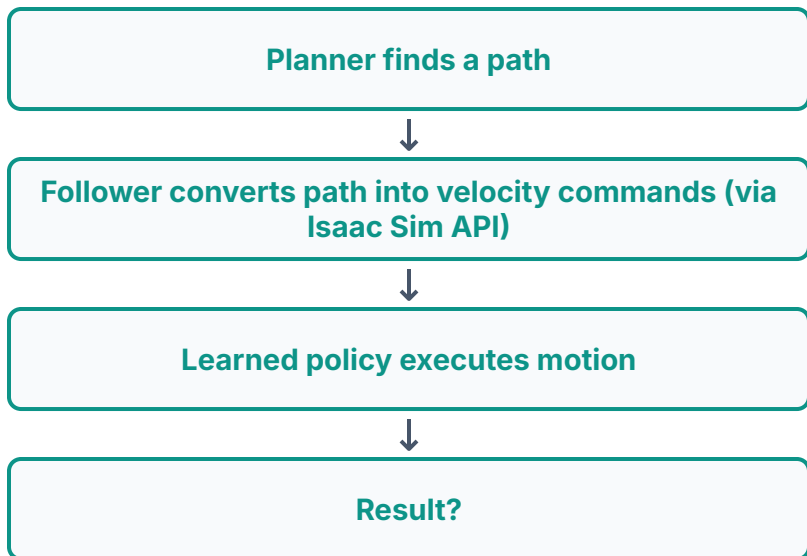 Planner finds a path
Follower converts path into velocity commands (via
Isaac Sim API)
Learned policy executes motion
Result?